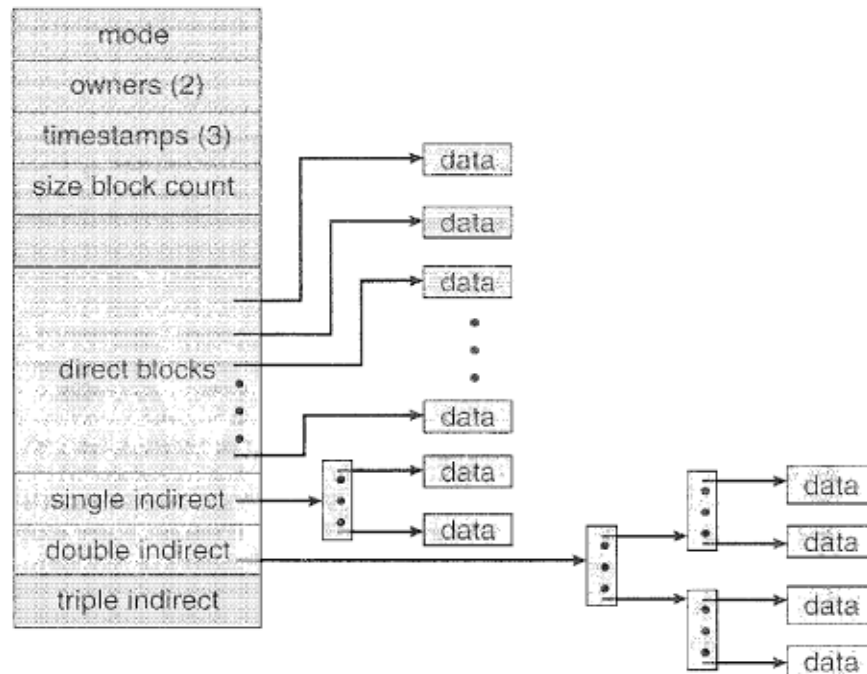 mode
owners (2)
timestamps (3)
size block count
direct blocks
single indirect
double indirect
triple indirect
data
data
data
data
data
data
data
data
data
data